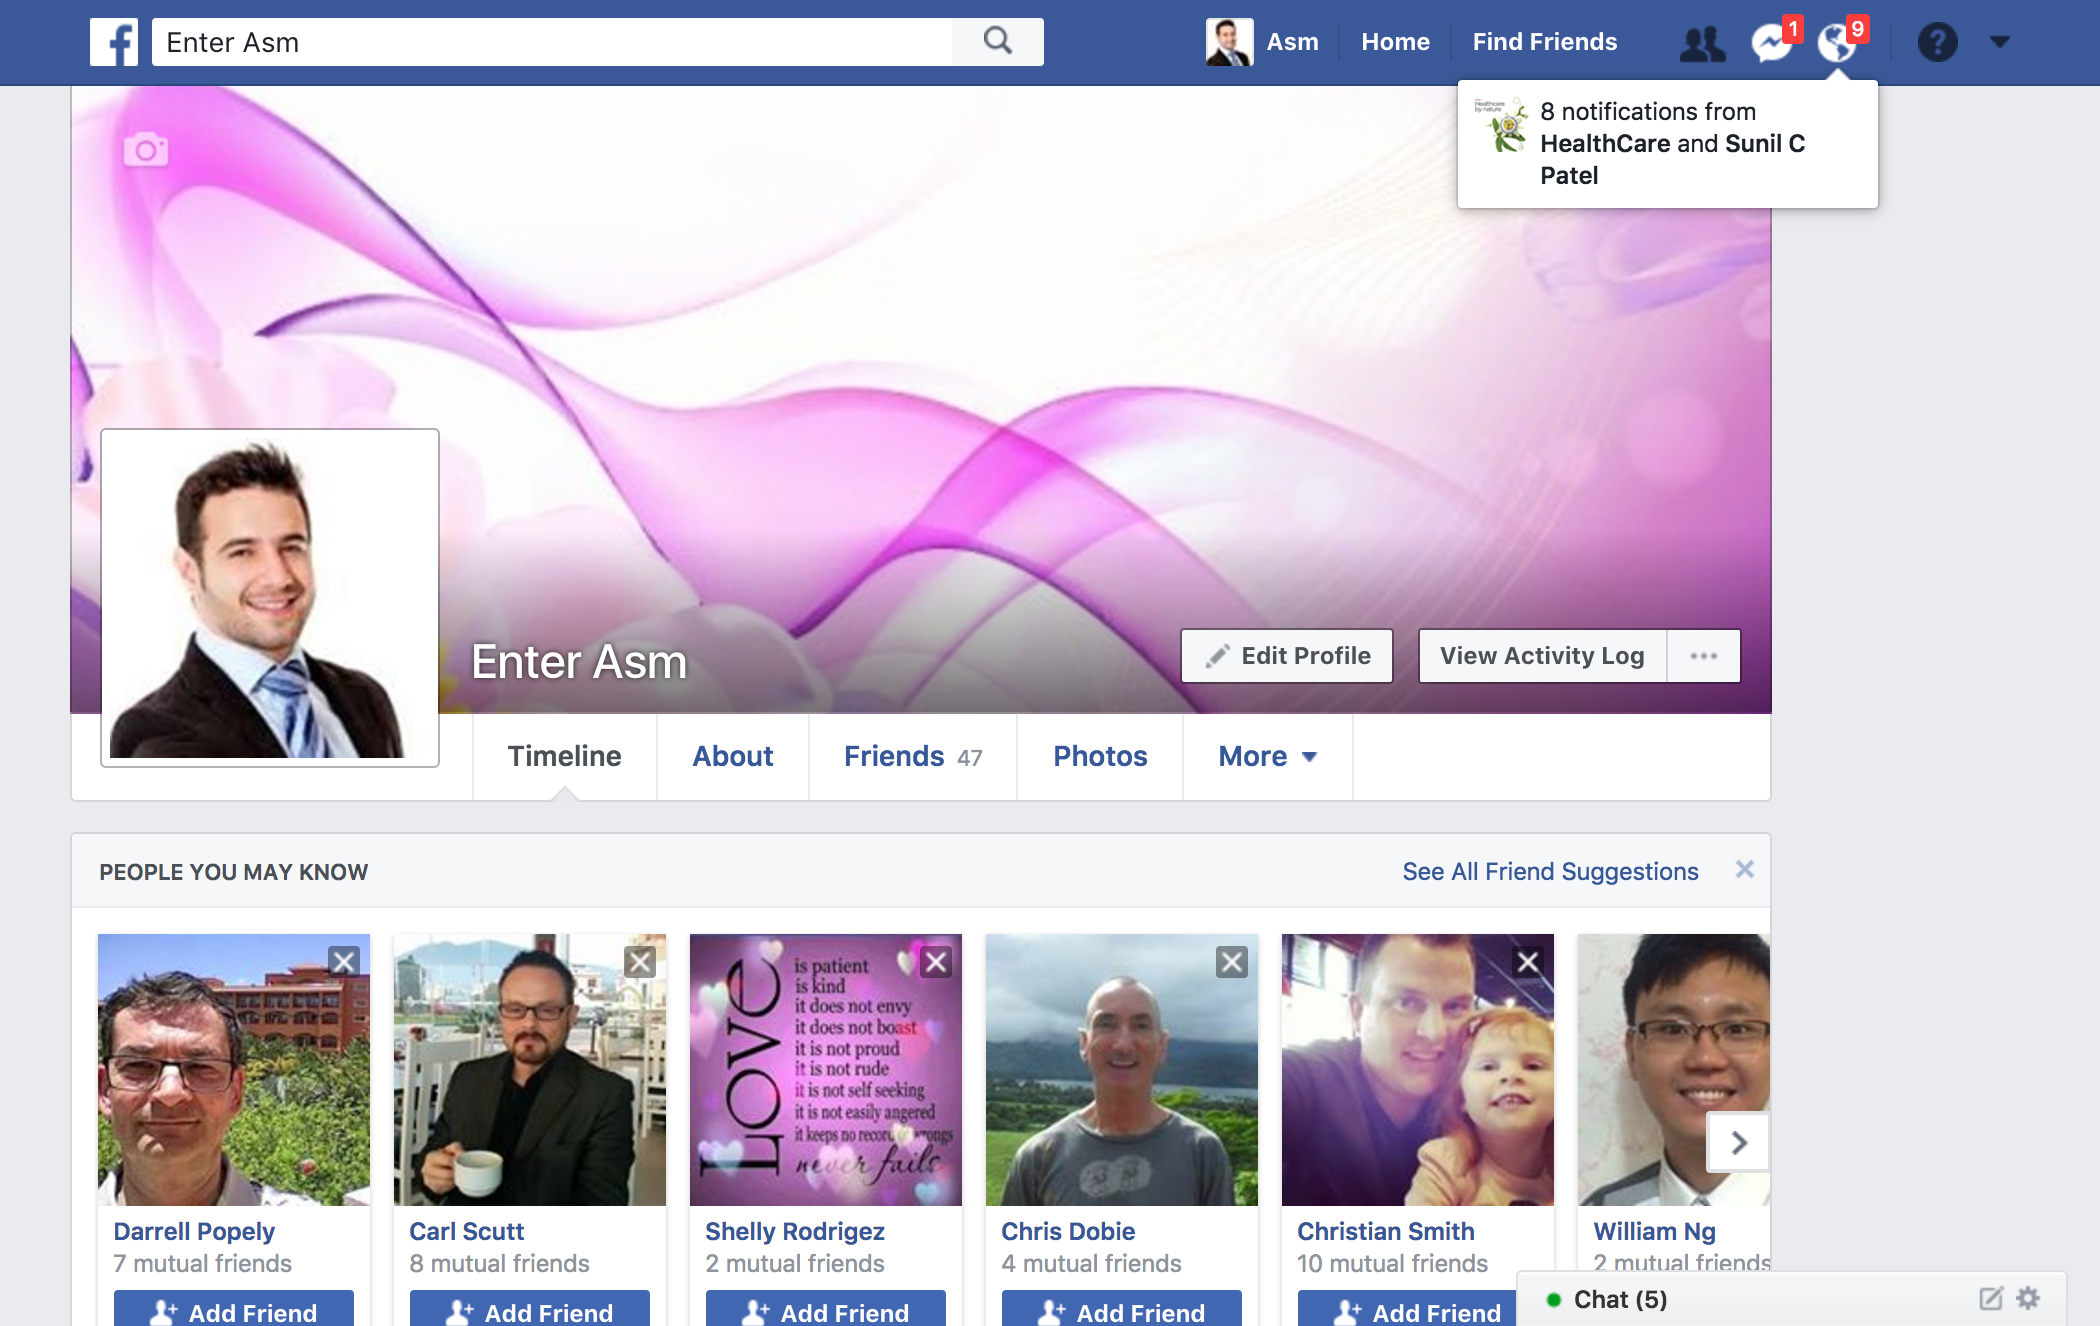 Enter Asm
Asm
Home
Find Friends
1
9
?
Healthcare
by nature
8 notifications from
HealthCare and Sunil C
Patel
Enter Asm
Edit Profile
View Activity Log
Timeline
About
Friends 47
Photos
More
PEOPLE YOU MAY KNOW
See All Friend Suggestions
Love
is patient
is kind
it does not envy
it does not boast
it is not proud
it is not rude
it is not self seeking
it is not easily angered
it keeps no record of wrongs
never fails
Darrell Popely
7 mutual friends
Add Friend
Carl Scutt
8 mutual friends
Add Friend
Shelly Rodrigez
2 mutual friends
Add Friend
Chris Dobie
4 mutual friends
Add Friend
Christian Smith
10 mutual friends
Add Friend
William Ng
2 mutual friends
Chat (5)